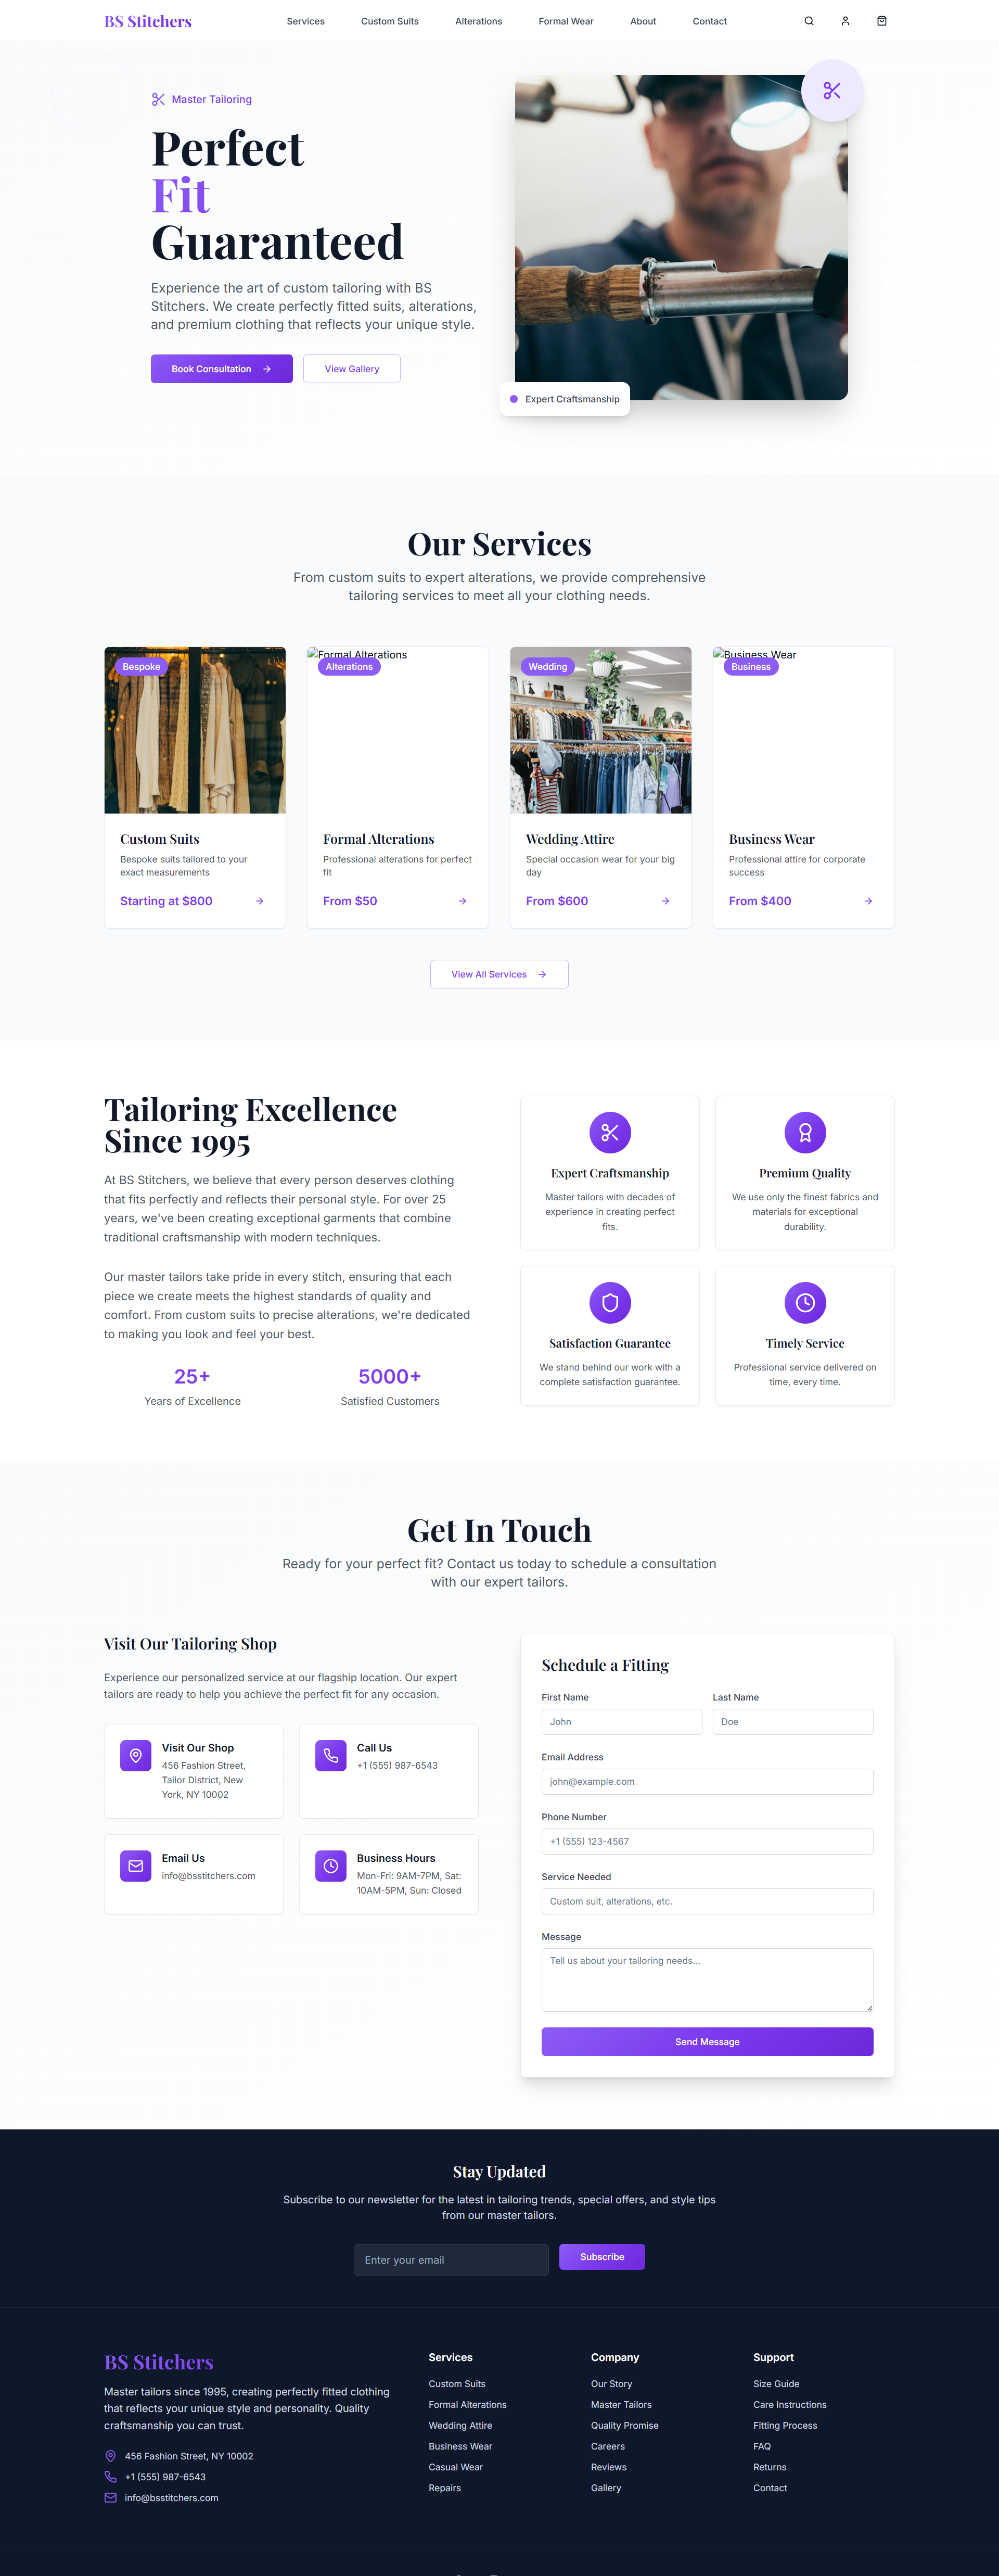 BS Stitchers
Services
Custom Suits
Alterations
Formal Wear
About
Contact
Master Tailoring
Perfect
Fit
Guaranteed
Experience the art of custom tailoring with BS
Stitchers. We create perfectly fitted suits, alterations,
and premium clothing that reflects your unique style.
Book Consultation
View Gallery
Expert Craftsmanship
Our Services
From custom suits to expert alterations, we provide comprehensive
tailoring services to meet all your clothing needs.
Bespoke
Custom Suits
Bespoke suits tailored to your
exact measurements
Starting at $800
Formal Alterations
Alterations
Formal Alterations
Professional alterations for perfect
fit
From $50
Wedding
Wedding Attire
Special occasion wear for your big
day
From $600
Business Wear
Business
Business Wear
Professional attire for corporate
success
From $400
View All Services
Tailoring Excellence
Since 1995
At BS Stitchers, we believe that every person deserves clothing
that fits perfectly and reflects their personal style. For over 25
years, we've been creating exceptional garments that combine
traditional craftsmanship with modern techniques.
Our master tailors take pride in every stitch, ensuring that each
piece we create meets the highest standards of quality and
comfort. From custom suits to precise alterations, we're dedicated
to making you look and feel your best.
25+
Years of Excellence
5000+
Satisfied Customers
Expert Craftsmanship
Master tailors with decades of
experience in creating perfect
fits.
Premium Quality
We use only the finest fabrics and
materials for exceptional
durability.
Satisfaction Guarantee
We stand behind our work with a
complete satisfaction guarantee.
Timely Service
Professional service delivered on
time, every time.
Get In Touch
Ready for your perfect fit? Contact us today to schedule a consultation
with our expert tailors.
Visit Our Tailoring Shop
Experience our personalized service at our flagship location. Our expert
tailors are ready to help you achieve the perfect fit for any occasion.
Visit Our Shop
456 Fashion Street,
Tailor District, New
York, NY 10002
Call Us
+1 (555) 987-6543
Email Us
info@bsstitchers.com
Business Hours
Mon-Fri: 9AM-7PM, Sat:
10AM-5PM, Sun: Closed
Schedule a Fitting
First Name
Last Name
John
Doe
Email Address
john@example.com
Phone Number
+1 (555) 123-4567
Service Needed
Custom suit, alterations, etc.
Message
Tell us about your tailoring needs...
Send Message
Stay Updated
Subscribe to our newsletter for the latest in tailoring trends, special offers, and style tips
from our master tailors.
Enter your email
Subscribe
BS Stitchers
Master tailors since 1995, creating perfectly fitted clothing
that reflects your unique style and personality. Quality
craftsmanship you can trust.
456 Fashion Street, NY 10002
+1 (555) 987-6543
info@bsstitchers.com
Services
Custom Suits
Formal Alterations
Wedding Attire
Business Wear
Casual Wear
Repairs
Company
Our Story
Master Tailors
Quality Promise
Careers
Reviews
Gallery
Support
Size Guide
Care Instructions
Fitting Process
FAQ
Returns
Contact